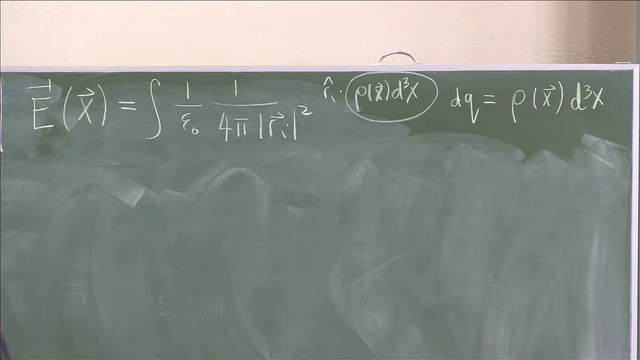 E⃗(x⃗) = ∫ 1/ε₀ 1/4π|r⃗ᵢ|² r̂ᵢ · ρ(x⃗)d³x dq = ρ(x⃗)d³x